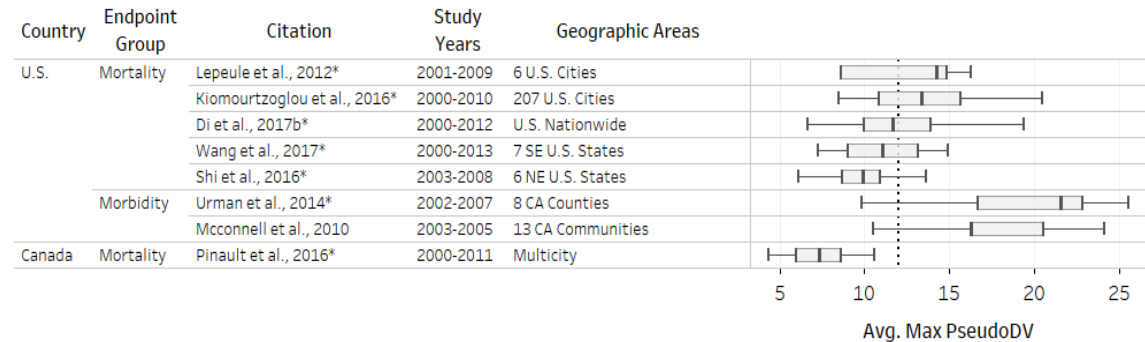 Country Endpoint Group Citation Study Years Geographic Areas
U.S. Mortality Lepeule et al., 2012* 2001-2009 6 U.S. Cities
Kiomourtzoglou et al., 2016* 2000-2010 207 U.S. Cities
Di et al., 2017b* 2000-2012 U.S. Nationwide
Wang et al., 2017* 2000-2013 7 SE U.S. States
Shi et al., 2016* 2003-2008 6 NE U.S. States
Morbidity Urman et al., 2014* 2002-2007 8 CA Counties
Mcconnell et al., 2010 2003-2005 13 CA Communities
Canada Mortality Pinault et al., 2016* 2000-2011 Multicity
5 10 15 20 25
Avg. Max PseudoDV